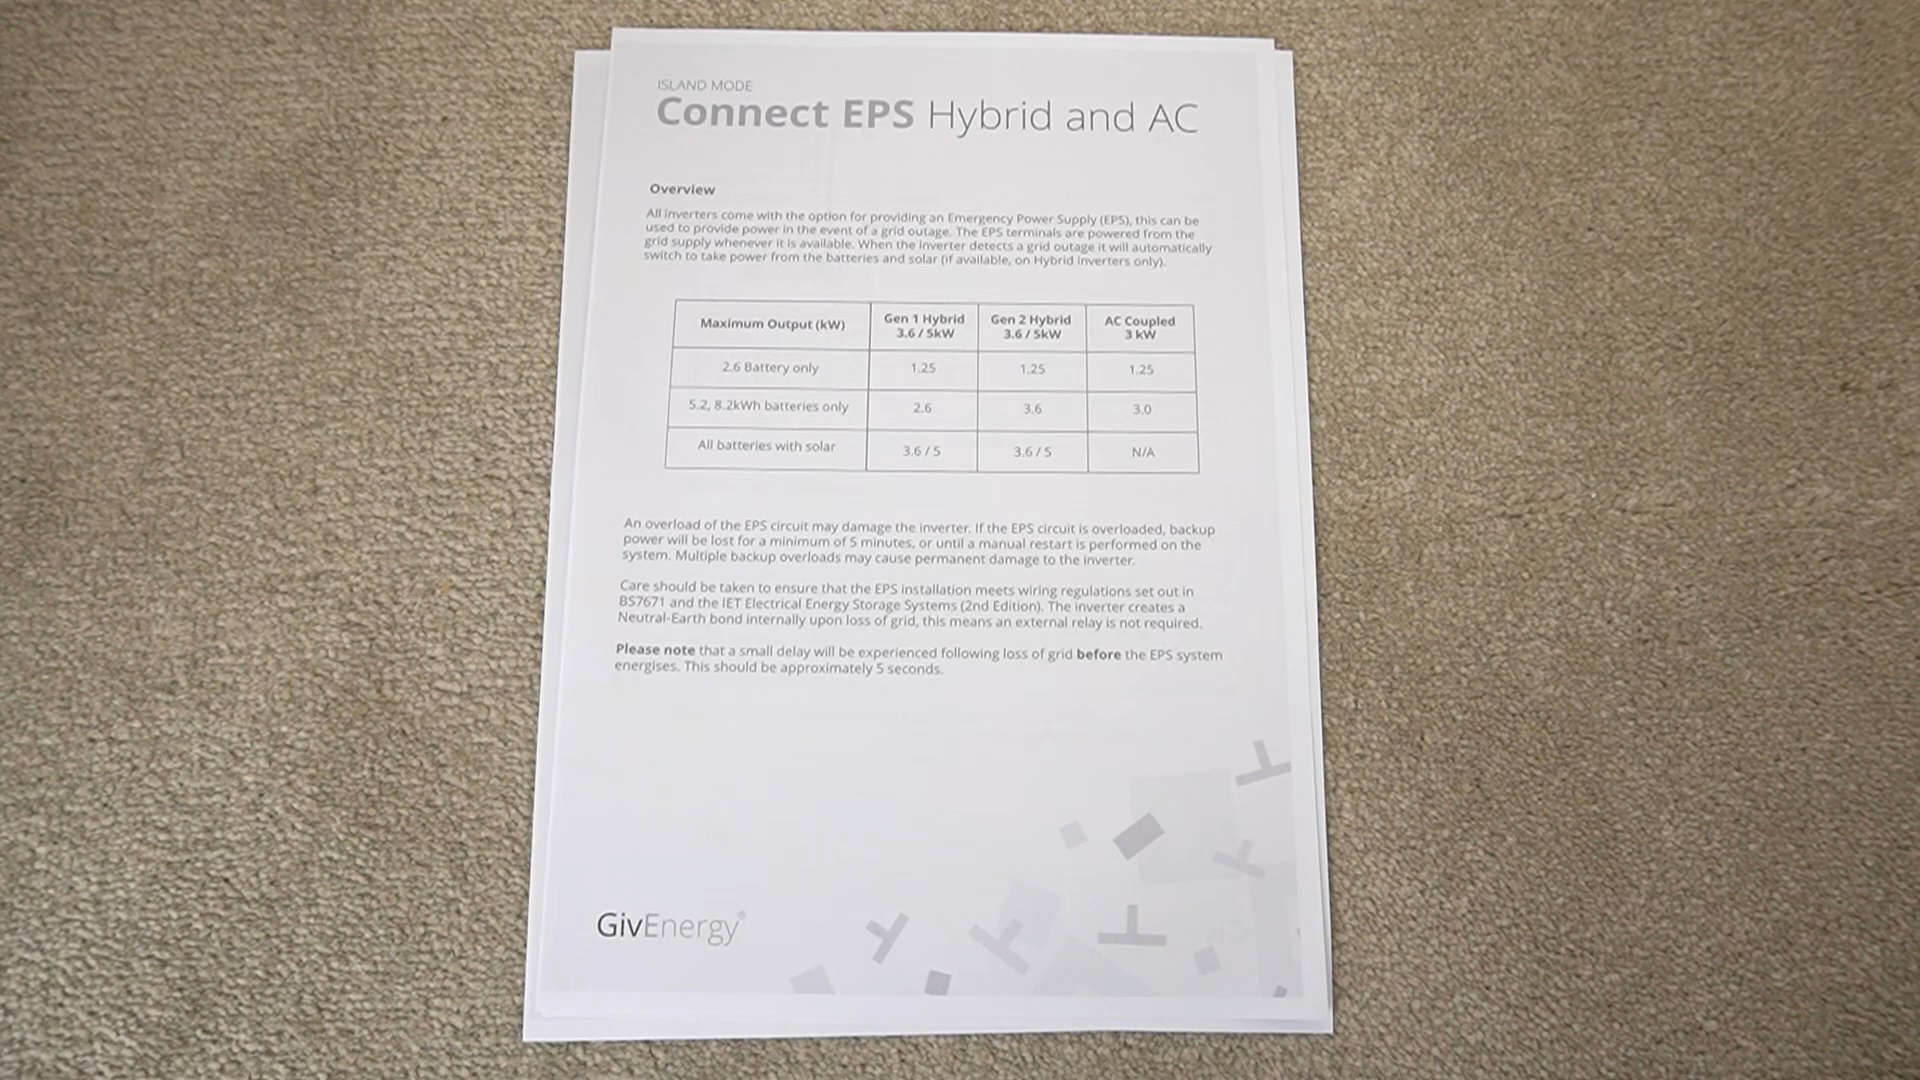 ISLAND MODE
Connect EPS Hybrid and AC
Overview
All inverters come with the option for providing an Emergency Power Supply (EPS), this can be
used to provide power in the event of a grid outage. The EPS terminals are powered from the
grid supply whenever it is available. When the inverter detects a grid outage it will automatically
switch to take power from the batteries and solar (if available, on Hybrid inverters only).
Maximum Output (kW) Gen 1 Hybrid 3.6 / 5kW Gen 2 Hybrid 3.6 / 5kW AC Coupled 3 kW
2.6 Battery only 1.25 1.25 1.25
5.2, 8.2kWh batteries only 2.6 3.6 3.0
All batteries with solar 3.6 / 5 3.6 / 5 N/A
An overload of the EPS circuit may damage the inverter. If the EPS circuit is overloaded, backup
power will be lost for a minimum of 5 minutes, or until a manual restart is performed on the
system. Multiple backup overloads may cause permanent damage to the inverter.
Care should be taken to ensure that the EPS installation meets wiring regulations set out in
BS7671 and the IET Electrical Energy Storage Systems (2nd Edition). The inverter creates a
Neutral-Earth bond internally upon loss of grid, this means an external relay is not required.
Please note that a small delay will be experienced following loss of grid before the EPS system
energises. This should be approximately 5 seconds.
GivEnergy®